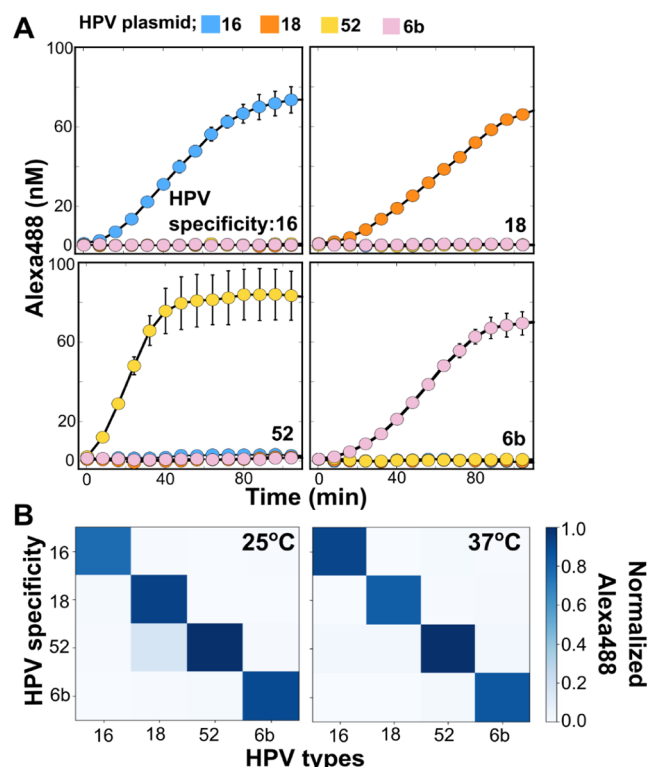 HPV plasmid; 16 18 52 6b
A
100
60
20
0
HPV
specificity:16
18
Alexa488 (nM)
100
60
20
0
52
6b
0 40 80 0 40 80
Time (min)
B
25ºC
37ºC
HPV specificity
16
18
52
6b
16 18 52 6b 16 18 52 6b
HPV types
1.0
0.8
0.6
0.4
0.2
0.0
Normalized
Alexa488